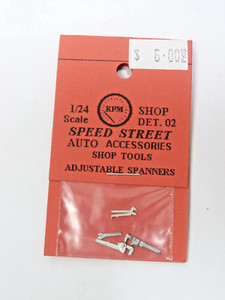 $ 6.00
RPM
1/24 SHOP
Scale DET. 02
SPEED STREET
AUTO ACCESSORIES
SHOP TOOLS
ADJUSTABLE SPANNERS